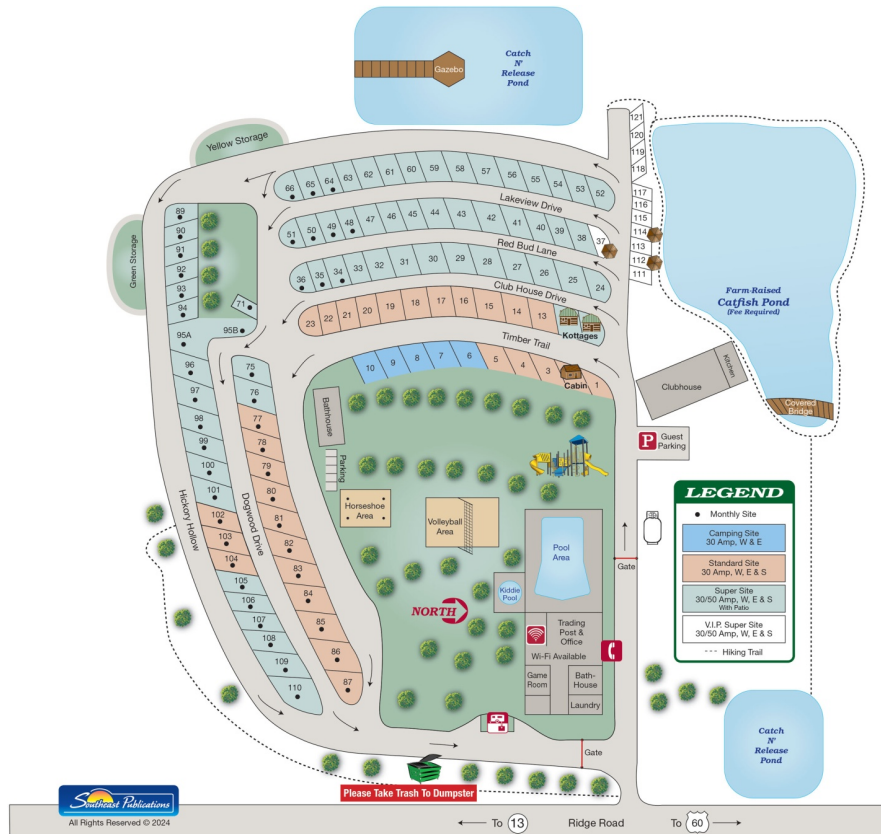 Gazebo
Catch
N'
Release
Pond
Yellow Storage
121
120
119
118
117
116
115
114
113
112
111
66
65
64
63
62
61
60
59
58
57
56
55
54
53
52
Lakeview Drive
51
50
49
48
47
46
45
44
43
42
41
40
39
38
37
Red Bud Lane
36
35
34
33
32
31
30
29
28
27
26
25
24
Club House Drive
23
22
21
20
19
18
17
16
15
14
13
Kottages
Timber Trail
10
9
8
7
6
5
4
3
Cabin
1
89
90
91
92
93
94
Green Storage
71
95A
95B
96
97
98
99
100
101
102
103
104
105
106
107
108
109
110
Hickory Hollow
75
76
77
78
79
80
81
82
83
84
85
86
87
Dogwood Drive
Farm-Raised
Catfish Pond
(Fee Required)
Clubhouse
Kitchen
Covered
Bridge
P
Guest
Parking
Bathhouse
Parking
Horseshoe
Area
Volleyball
Area
Pool
Area
Kiddie
Pool
NORTH
Gate
Trading
Post &
Office
Wi-Fi Available
Game
Room
Bath-
House
Laundry
Gate
LEGEND
Monthly Site
Camping Site
30 Amp, W & E
Standard Site
30 Amp, W, E & S
Super Site
30/50 Amp, W, E & S
With Patio
V.I.P. Super Site
30/50 Amp, W, E & S
Hiking Trail
Catch
N'
Release
Pond
Please Take Trash To Dumpster
Southeast Publications
All Rights Reserved © 2024
To 13
Ridge Road
To 60